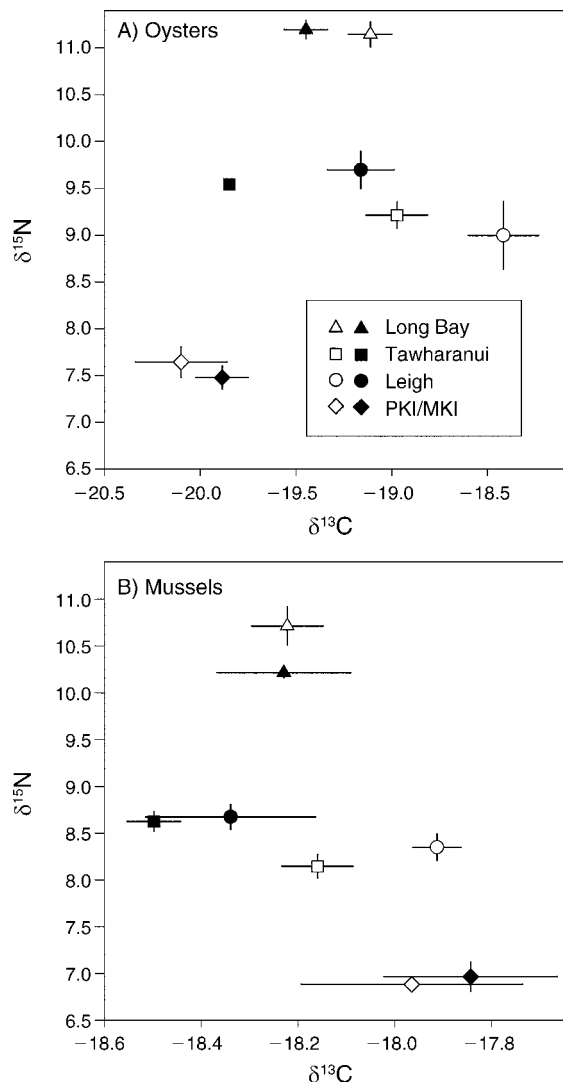 A) Oysters
11.0
10.5
10.0
9.5
9.0
8.5
8.0
7.5
7.0
6.5
δ15N
Long Bay
Tawharanui
Leigh
PKI/MKI
−20.5 −20.0 −19.5 −19.0 −18.5
δ13C
B) Mussels
11.0
10.5
10.0
9.5
9.0
8.5
8.0
7.5
7.0
6.5
δ15N
−18.6 −18.4 −18.2 −18.0 −17.8
δ13C